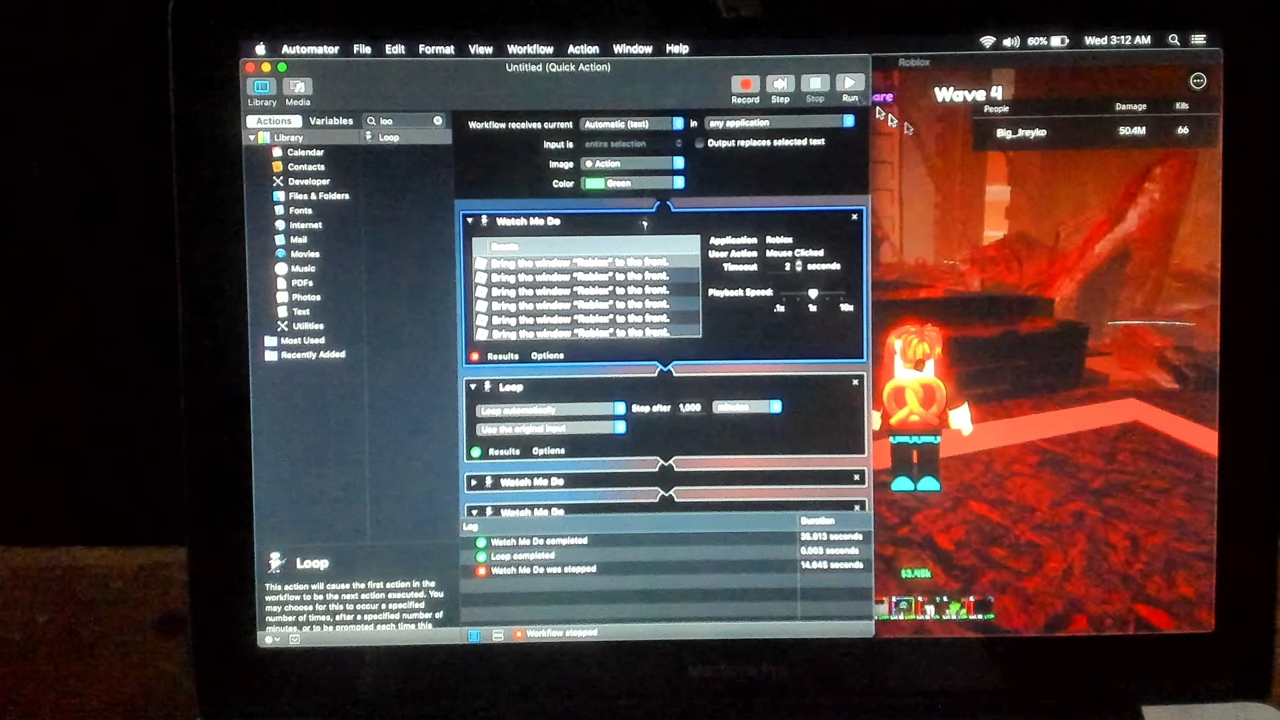 Automator File Edit Format View Workflow Action Window Help 60% Wed 3:12 AM
Untitled (Quick Action)
Roblox
Library Media
Record Step Stop Run
Actions Variables loo
Library
Calendar
Contacts
Developer
Files & Folders
Fonts
Internet
Mail
Movies
Music
PDFs
Photos
Text
Utilities
Most Used
Recently Added
Loop
Workflow receives current Automatic (text) in any application
Input is entire selection Output replaces selected text
Image Action
Color Green
Watch Me Do
Events
Bring the window "Roblox" to the front.
Bring the window "Roblox" to the front.
Bring the window "Roblox" to the front.
Bring the window "Roblox" to the front.
Bring the window "Roblox" to the front.
Bring the window "Roblox" to the front.
Application Roblox
User Action Mouse Clicked
Timeout 2 seconds
Playback Speed:
.1x 1x 10x
Results Options
Loop
Loop automatically Stop after 1,000 minutes
Use the original input
Results Options
Watch Me Do
Watch Me Do
Log Duration
Watch Me Do completed 35.813 seconds
Loop completed 0.003 seconds
Watch Me Do was stopped 14.645 seconds
Workflow stopped
Loop
This action will cause the first action in the
workflow to be the next action executed. You
may choose for this to occur a specified
number of times, after a specified number of
minutes, or to be prompted each time this
are
Wave 4
People Damage Kills
Big_Jreyko 50.4M 66
$3.45k
MacBook Pro